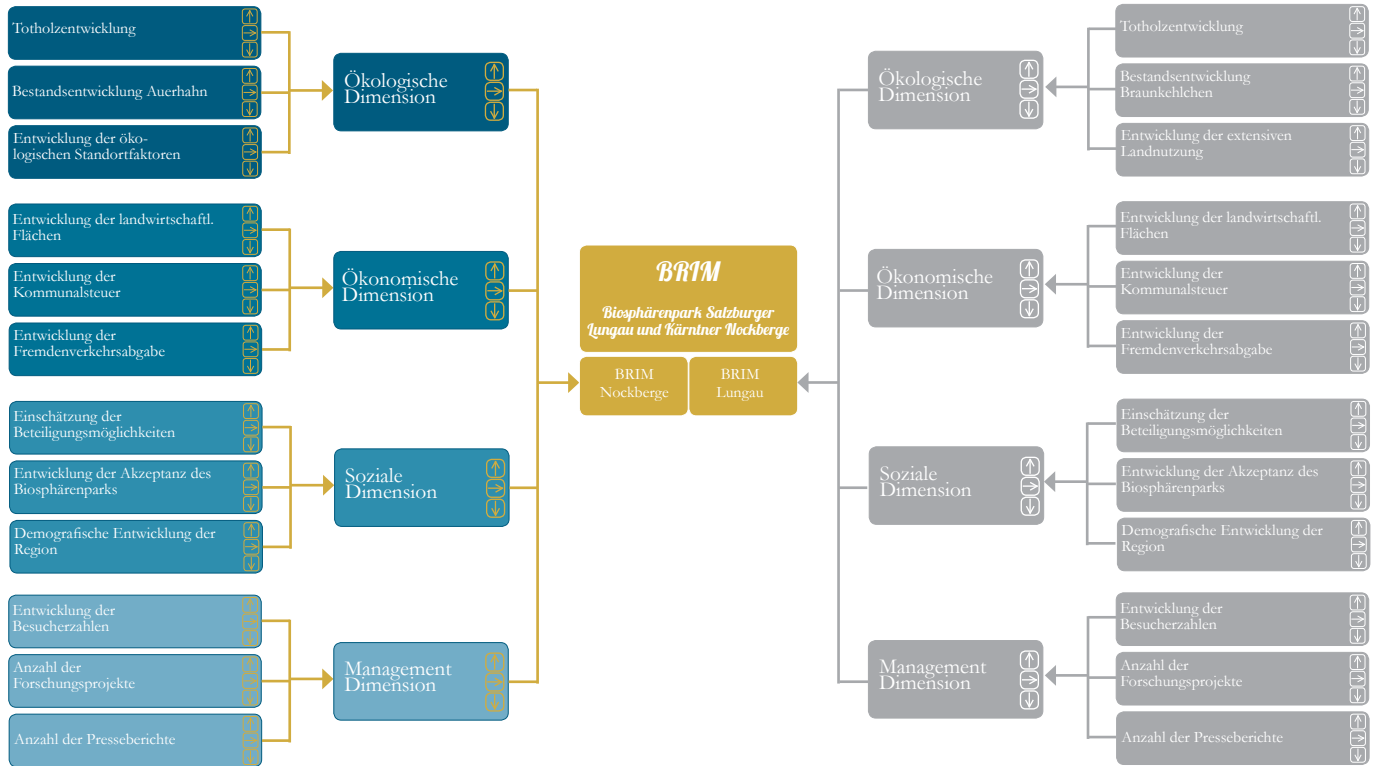 Totholzentwicklung
Bestandsentwicklung Auerhahn
Entwicklung der öko-
logischen Standortfaktoren
Ökologische
Dimension
Entwicklung der landwirtschaftl.
Flächen
Entwicklung der
Kommunalsteuer
Entwicklung der
Fremdenverkehrsabgabe
Ökonomische
Dimension
Einschätzung der
Beteiligungsmöglichkeiten
Entwicklung der Akzeptanz des
Biosphärenparks
Demografische Entwicklung der
Region
Soziale
Dimension
Entwicklung der
Besucherzahlen
Anzahl der
Forschungsprojekte
Anzahl der Presseberichte
Management
Dimension
BRIM
Biosphärenpark Salzburger
Lungau und Kärntner Nockberge
BRIM
Nockberge
BRIM
Lungau
Ökologische
Dimension
Totholzentwicklung
Bestandsentwicklung
Braunkehlchen
Entwicklung der extensiven
Landnutzung
Ökonomische
Dimension
Entwicklung der landwirtschaftl.
Flächen
Entwicklung der
Kommunalsteuer
Entwicklung der
Fremdenverkehrsabgabe
Soziale
Dimension
Einschätzung der
Beteiligungsmöglichkeiten
Entwicklung der Akzeptanz des
Biosphärenparks
Demografische Entwicklung der
Region
Management
Dimension
Entwicklung der
Besucherzahlen
Anzahl der
Forschungsprojekte
Anzahl der Presseberichte